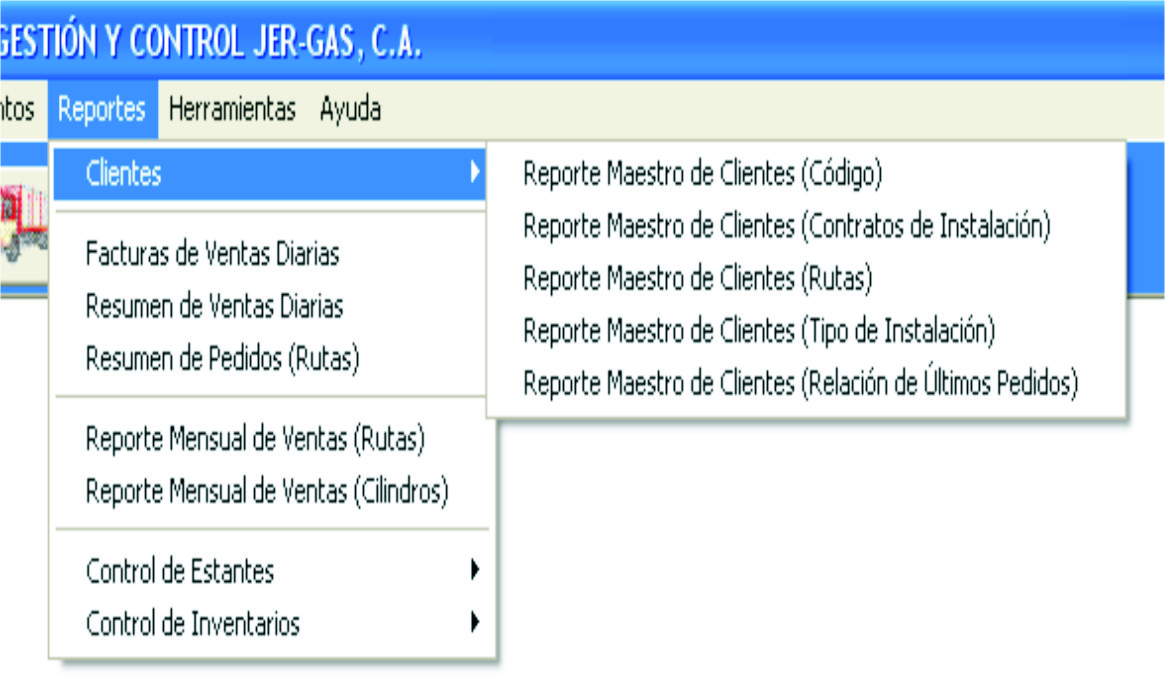 GESTIÓN Y CONTROL JER-GAS, C.A.
ntos Reportes Herramientas Ayuda
Clientes
Facturas de Ventas Diarias
Resumen de Ventas Diarias
Resumen de Pedidos (Rutas)
Reporte Mensual de Ventas (Rutas)
Reporte Mensual de Ventas (Cilindros)
Control de Estantes
Control de Inventarios
Reporte Maestro de Clientes (Código)
Reporte Maestro de Clientes (Contratos de Instalación)
Reporte Maestro de Clientes (Rutas)
Reporte Maestro de Clientes (Tipo de Instalación)
Reporte Maestro de Clientes (Relación de Últimos Pedidos)